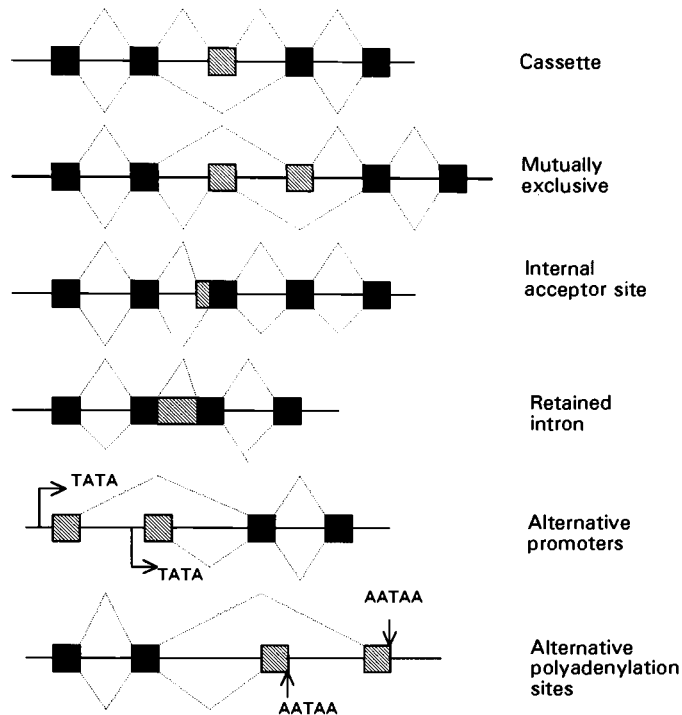 Cassette
Mutually
exclusive
Internal
acceptor site
Retained
intron
TATA
TATA
Alternative
promoters
AATAA
AATAA
Alternative
polyadenylation
sites